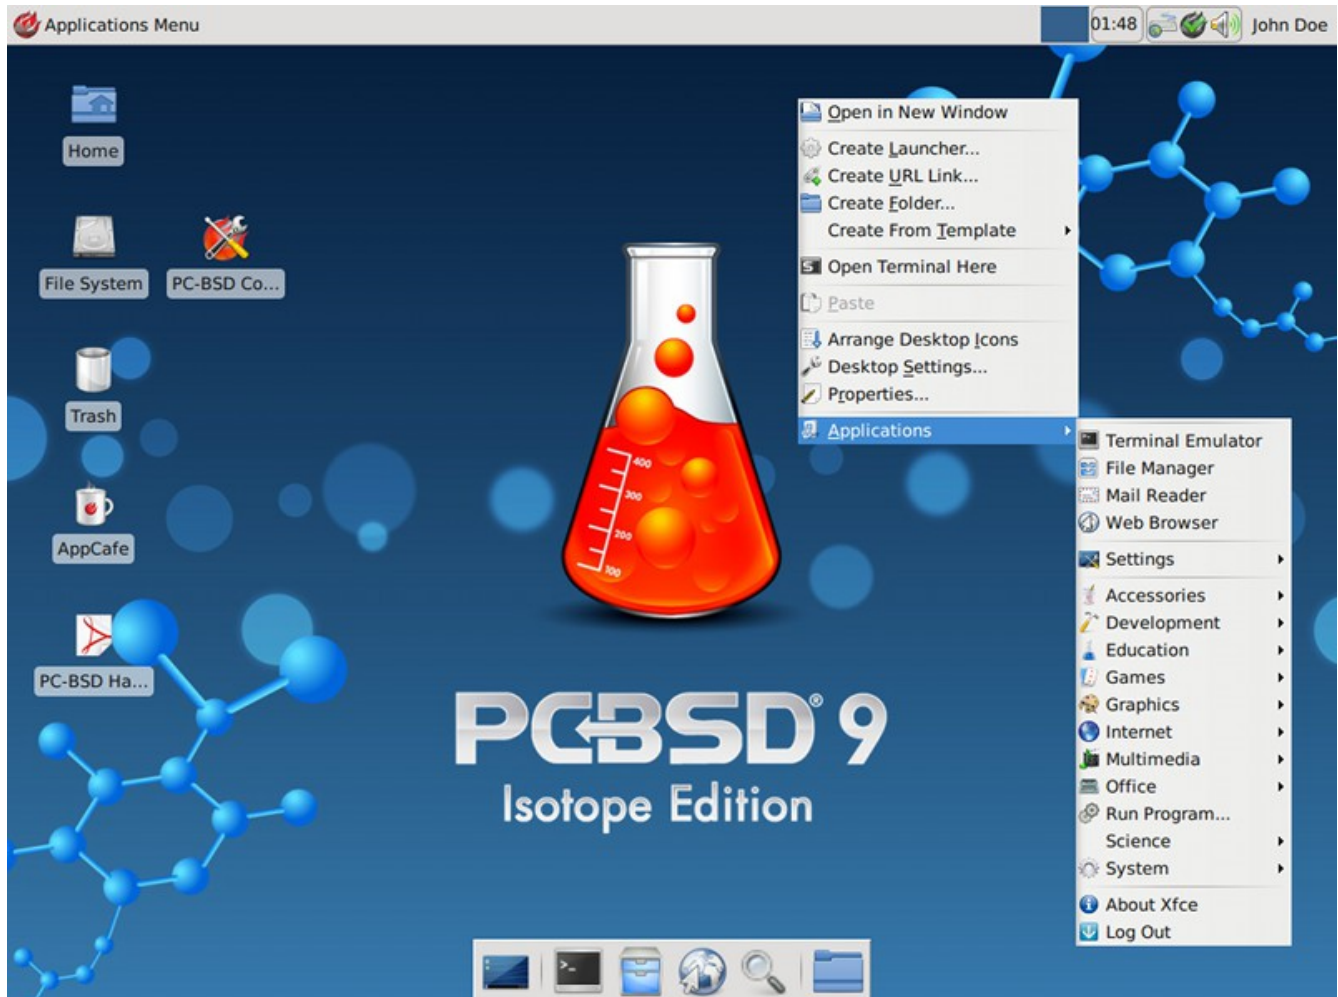 Applications Menu
01:48
John Doe
Home
File System
PC-BSD Co...
Trash
AppCafe
PC-BSD Ha...
Open in New Window
Create Launcher...
Create URL Link...
Create Folder...
Create From Template
Open Terminal Here
Paste
Arrange Desktop Icons
Desktop Settings...
Properties...
Applications
Terminal Emulator
File Manager
Mail Reader
Web Browser
Settings
Accessories
Development
Education
Games
Graphics
Internet
Multimedia
Office
Run Program...
Science
System
About Xfce
Log Out
400
300
200
100
PCBSD® 9
Isotope Edition
>_